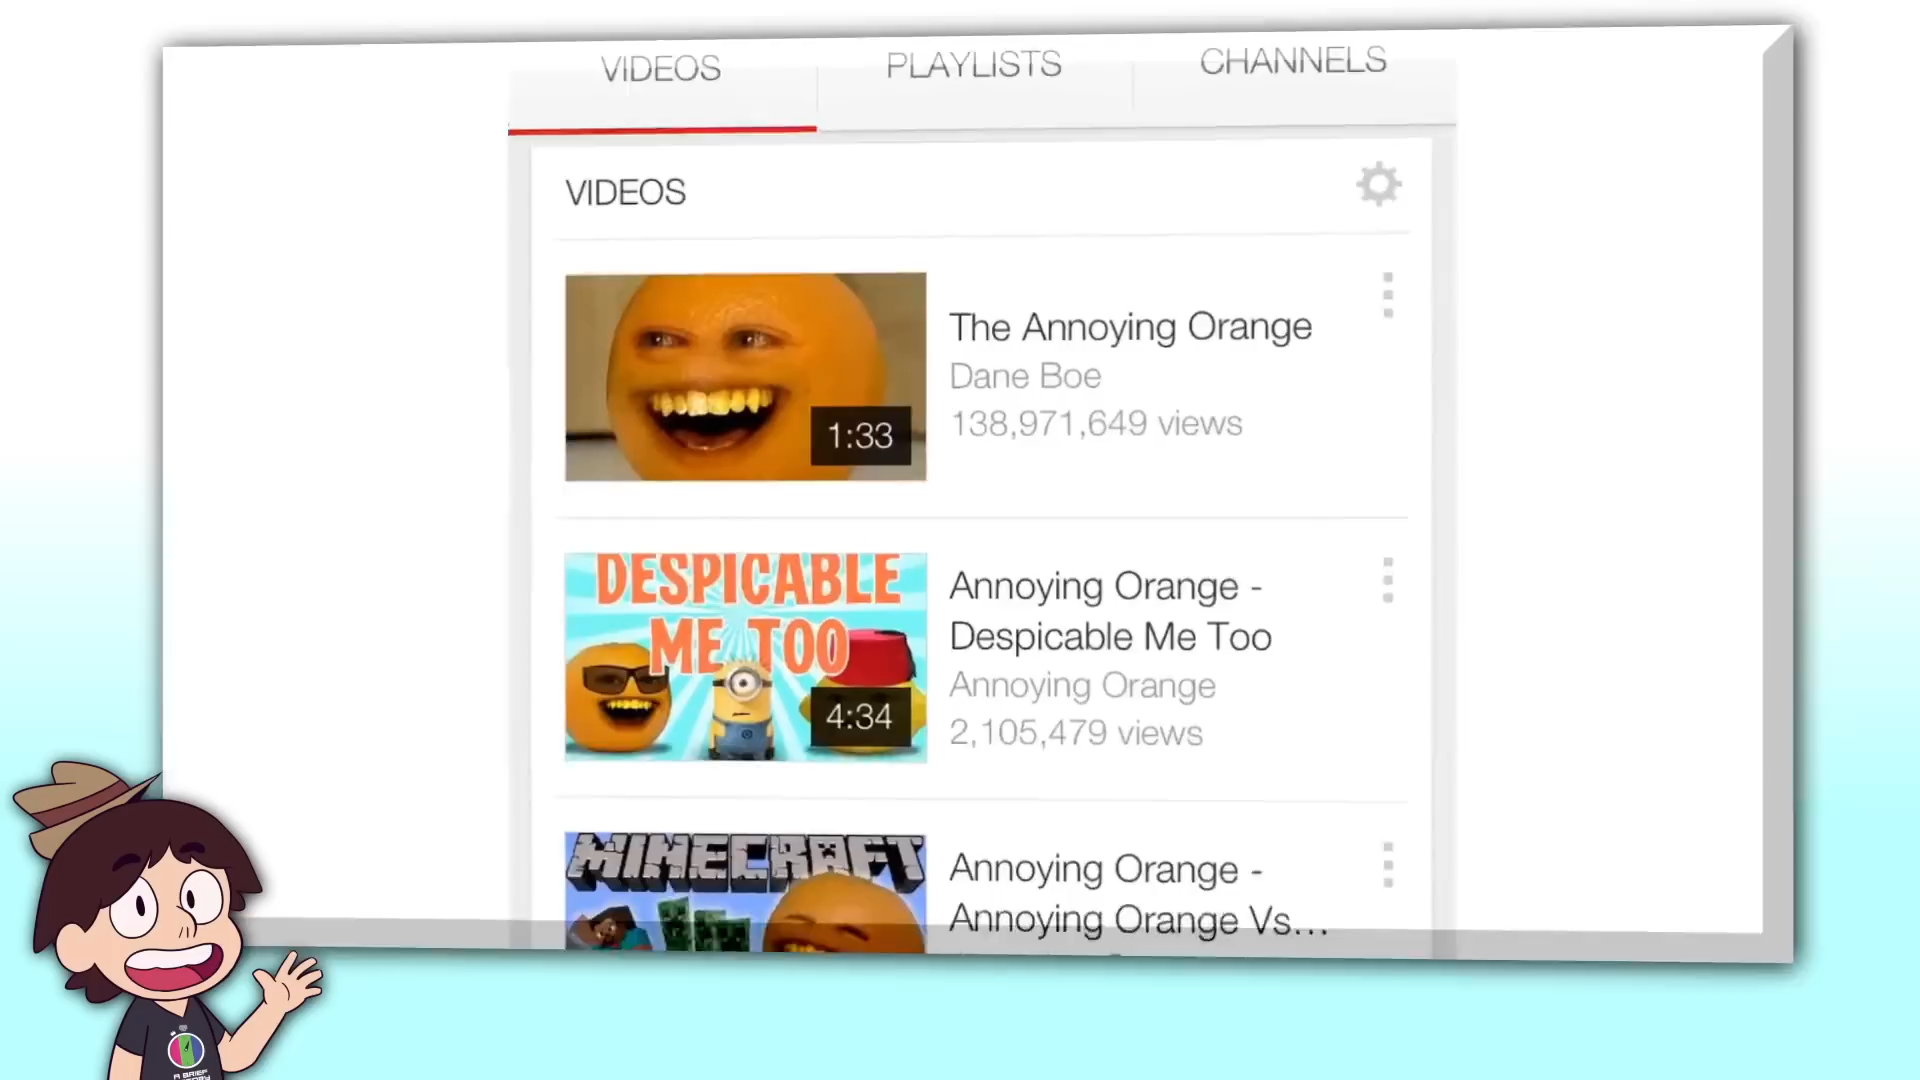 VIDEOS PLAYLISTS CHANNELS
VIDEOS
1:33
The Annoying Orange
Dane Boe
138,971,649 views
DESPICABLE
ME TOO
4:34
Annoying Orange -
Despicable Me Too
Annoying Orange
2,105,479 views
MINECRAFT
Annoying Orange -
Annoying Orange Vs...
A BRIEF